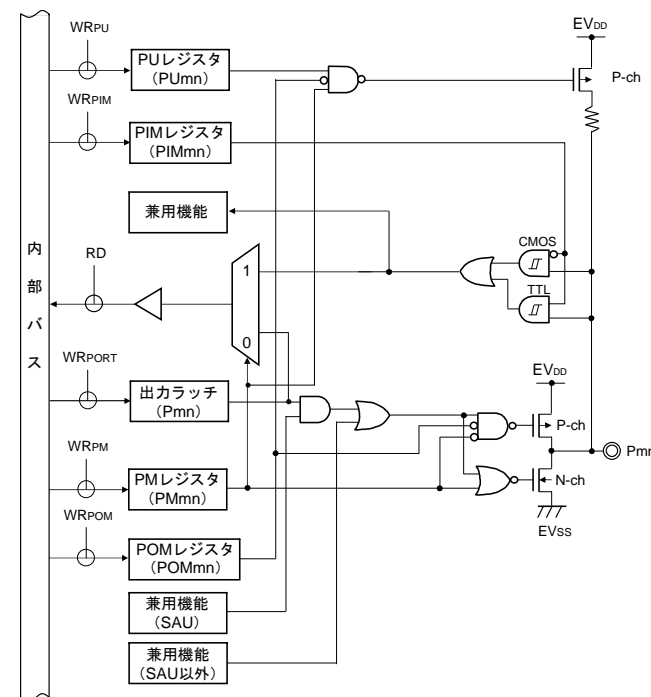 WRPU
PUレジスタ
(PUmn)
EVDD
P-ch
WRPIM
PIMレジスタ
(PIMmn)
兼用機能
CMOS
TTL
内部バス
RD
1
0
WRPORT
出力ラッチ
(Pmn)
EVDD
P-ch
Pmn
WRPM
PMレジスタ
(PMmn)
N-ch
EVSS
WRPOM
POMレジスタ
(POMmn)
兼用機能
(SAU)
兼用機能
(SAU以外)